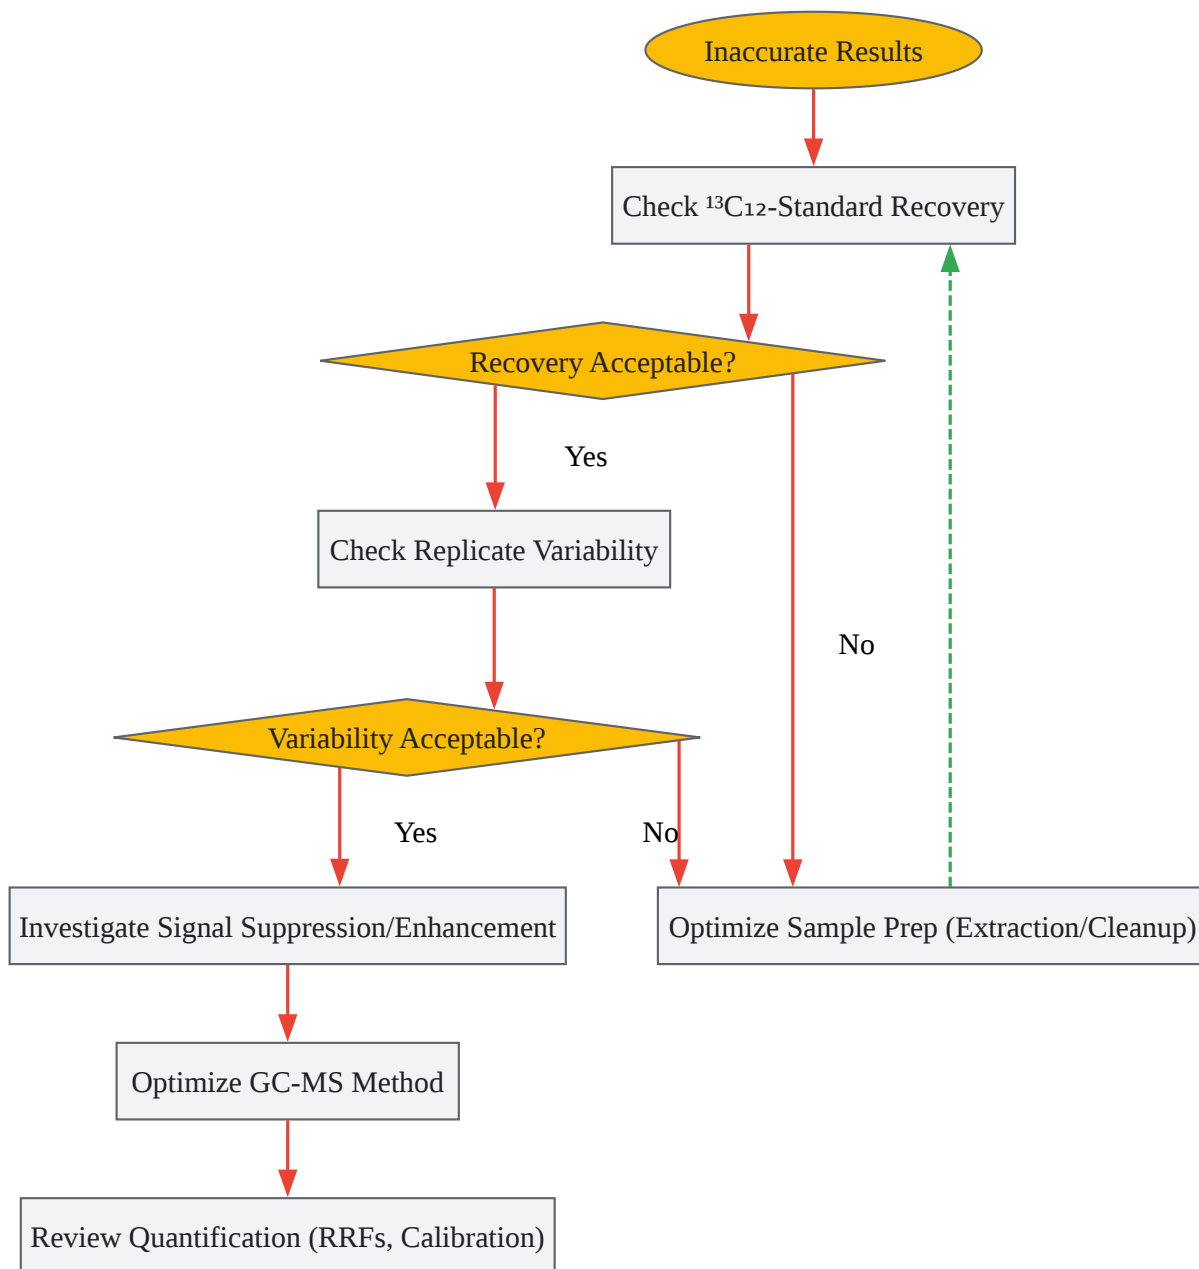 Inaccurate Results
Check ¹³C₁₂-Standard Recovery
Recovery Acceptable?
Yes
Check Replicate Variability
No
Variability Acceptable?
Yes
No
Investigate Signal Suppression/Enhancement
Optimize Sample Prep (Extraction/Cleanup)
Optimize GC-MS Method
Review Quantification (RRFs, Calibration)